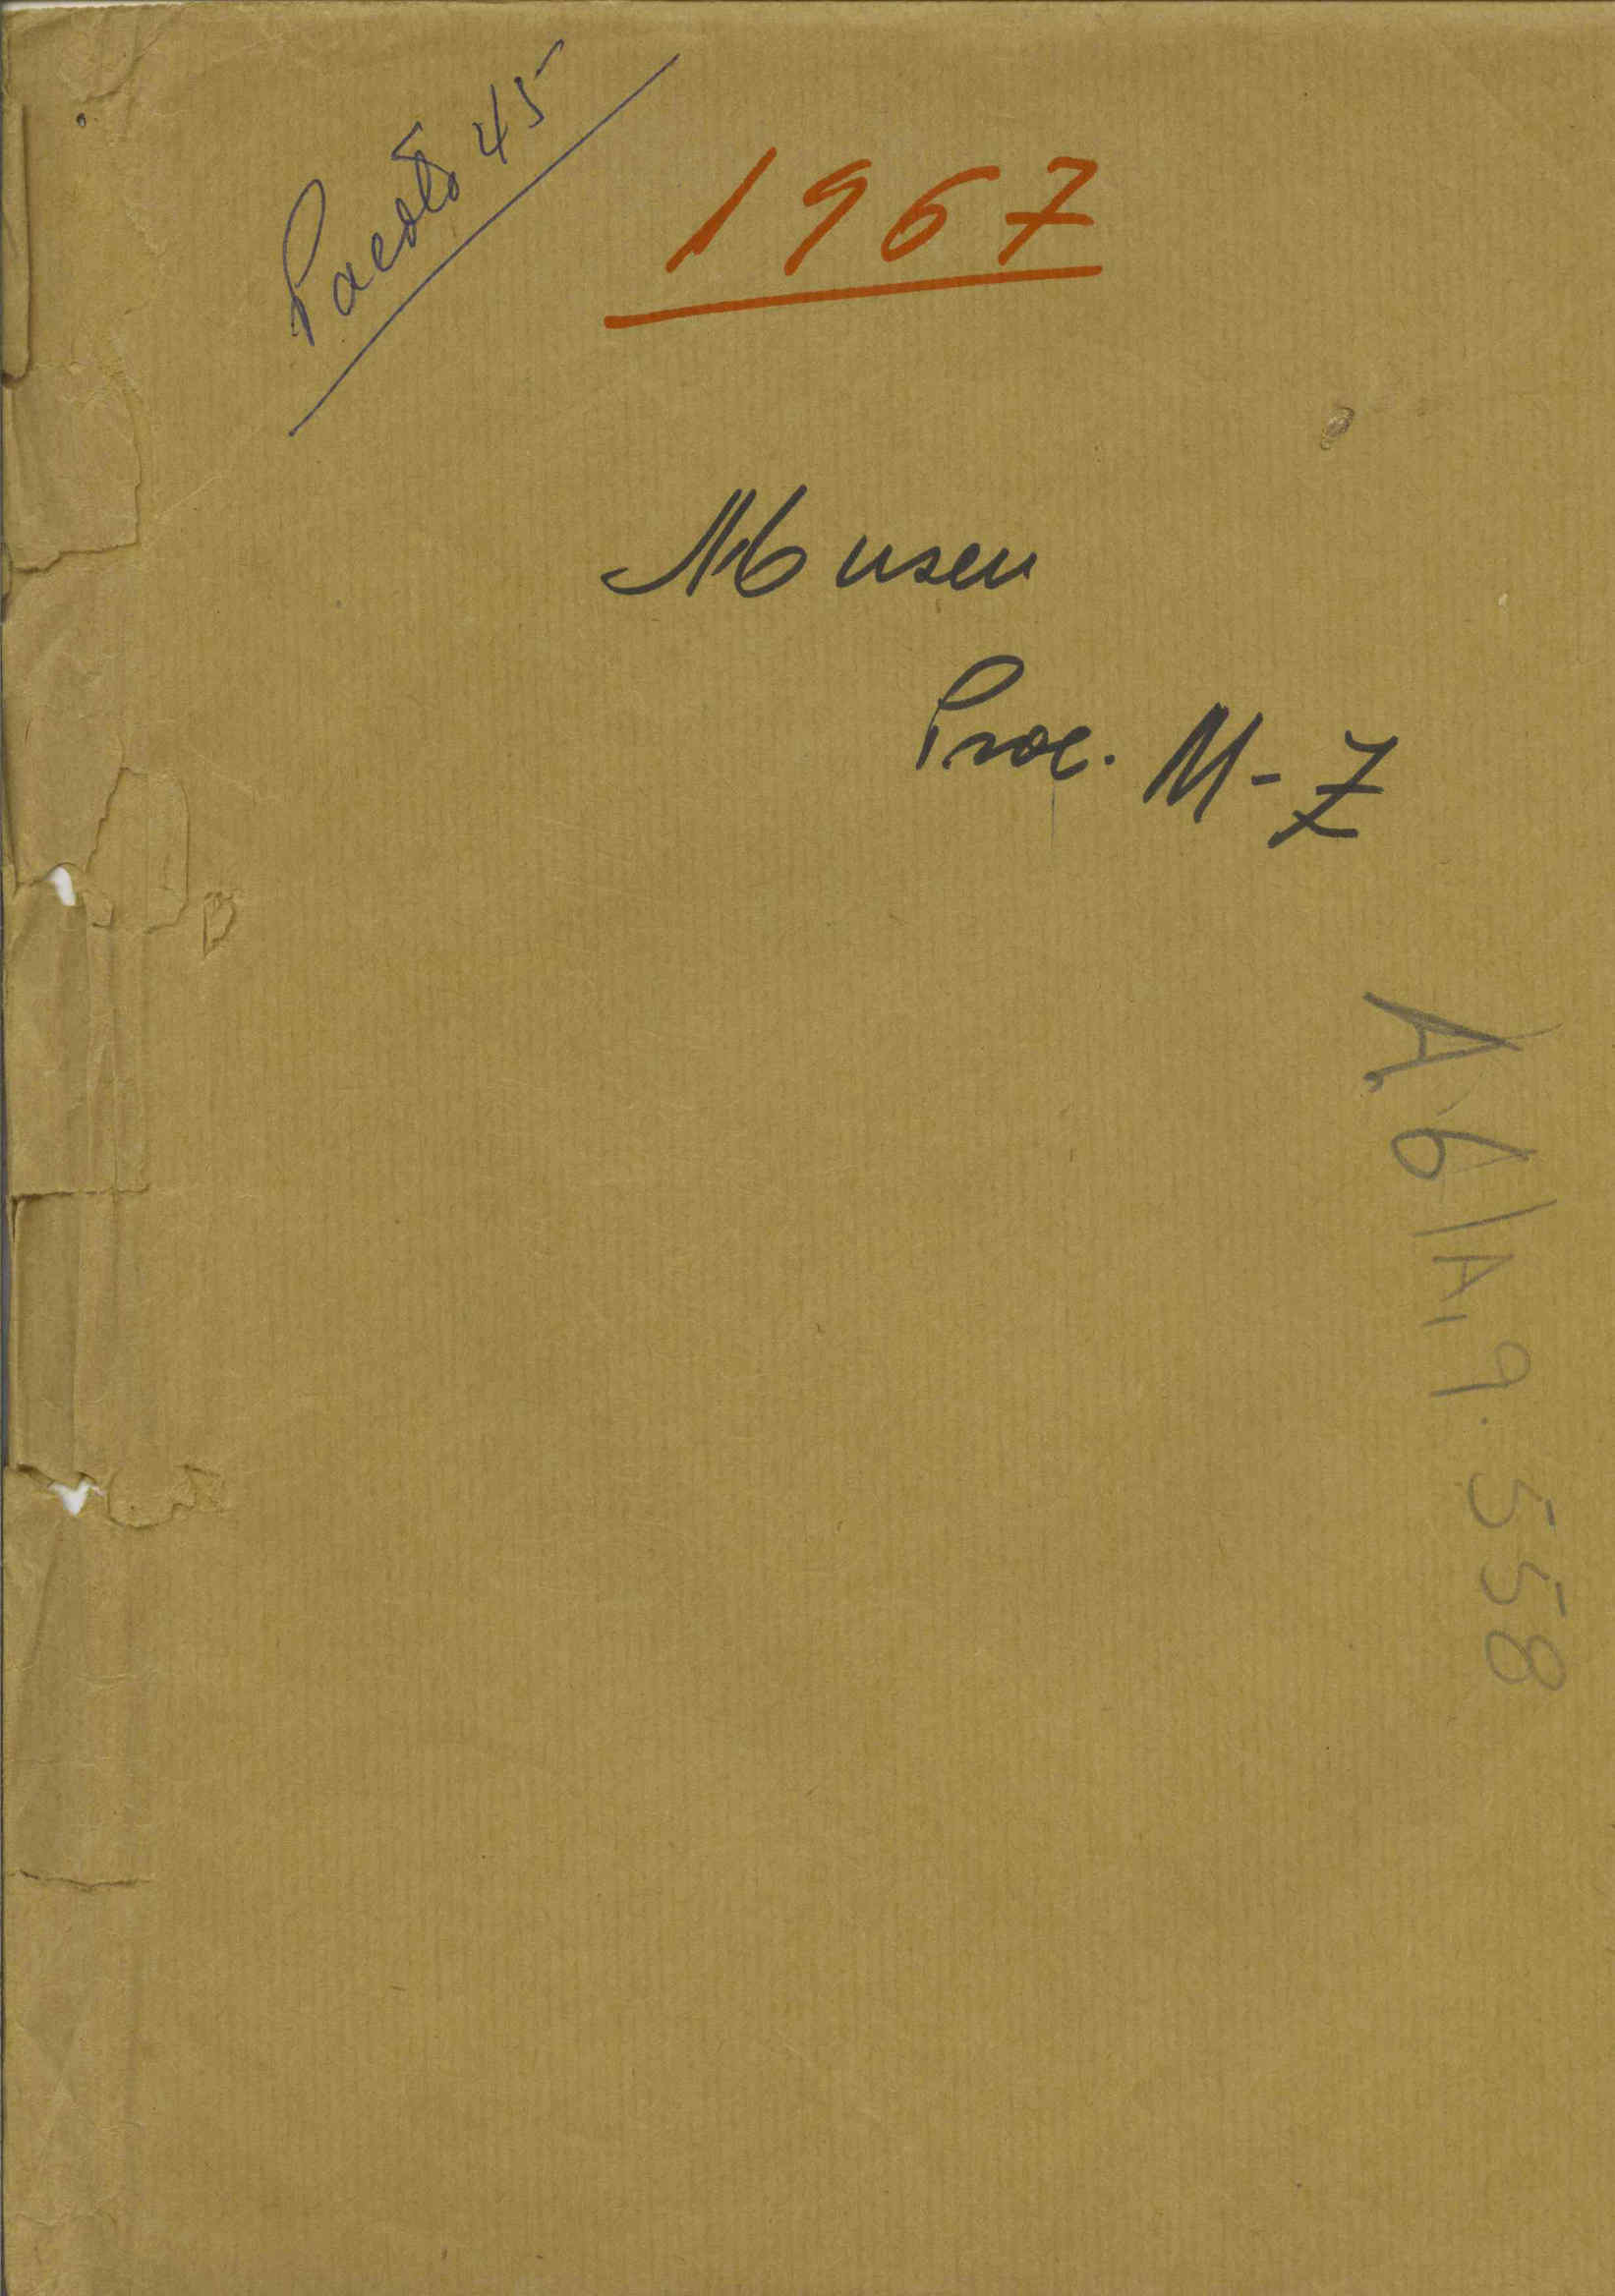 Pacote 45
1967
Museu
Proc. M-Z
A.6/A,9.558